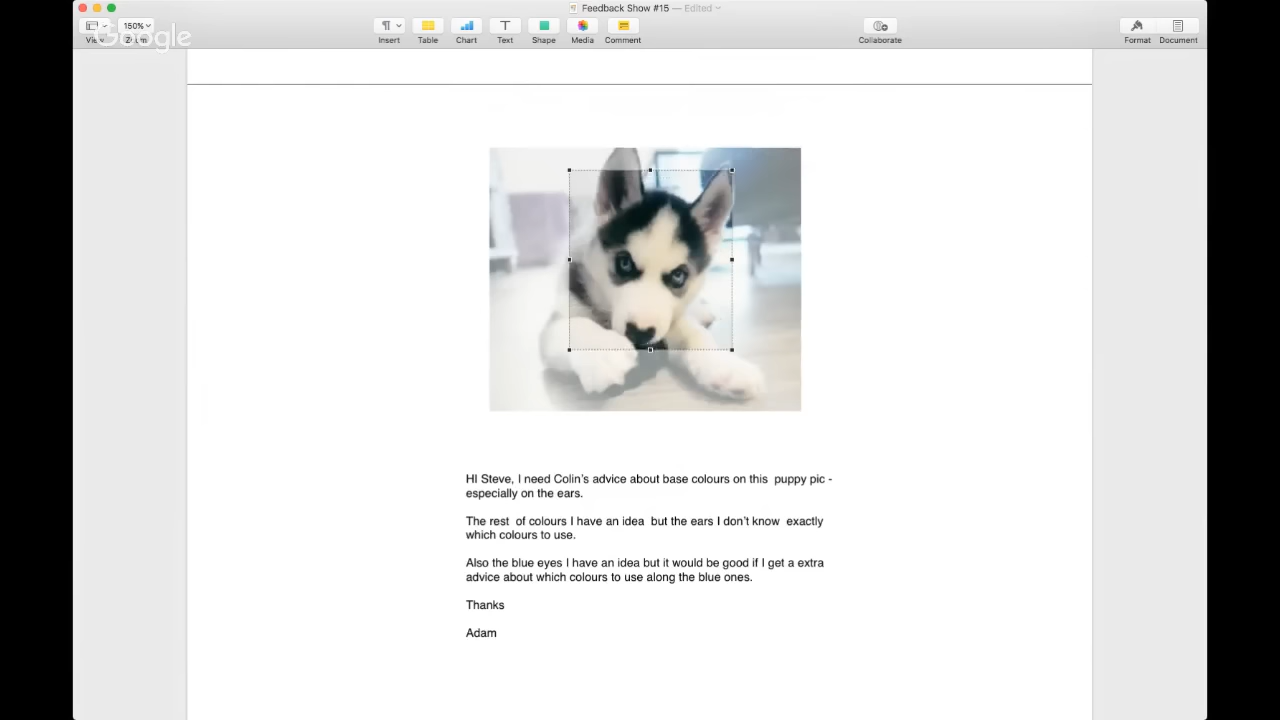 Feedback Show #15 — Edited
150%
View
Zoom
Google
Insert
Table
Chart
Text
Shape
Media
Comment
Collaborate
Format
Document
HI Steve, I need Colin's advice about base colours on this  puppy pic -
especially on the ears.
The rest  of colours I have an idea  but the ears I don't know  exactly
which colours to use.
Also the blue eyes I have an idea but it would be good if I get a extra
advice about which colours to use along the blue ones.
Thanks
Adam